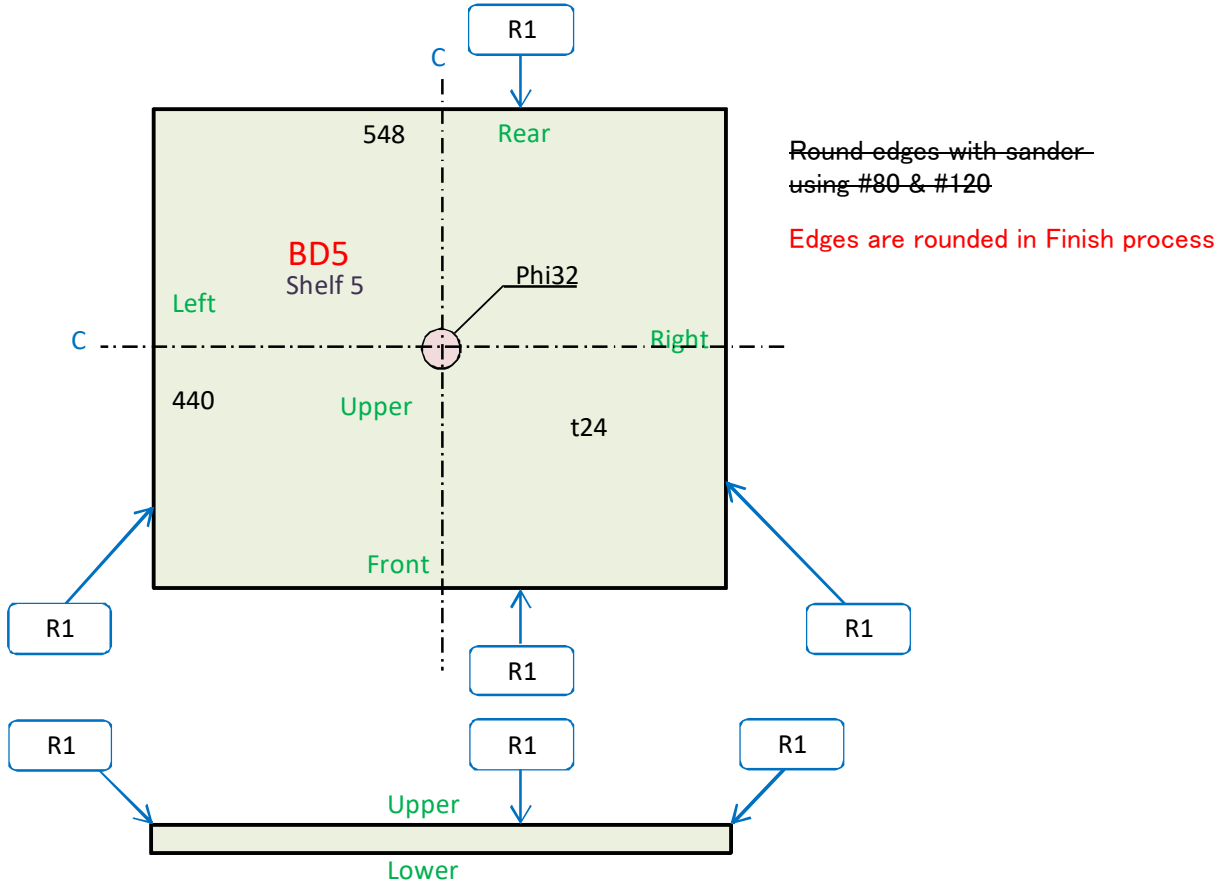 R1
C
548
Rear
Round edges with sander
using #80 & #120
Edges are rounded in Finish process
BD5
Shelf 5
Phi32
Left
C
Right
440
Upper
t24
Front
R1
R1
R1
R1
R1
R1
Upper
Lower